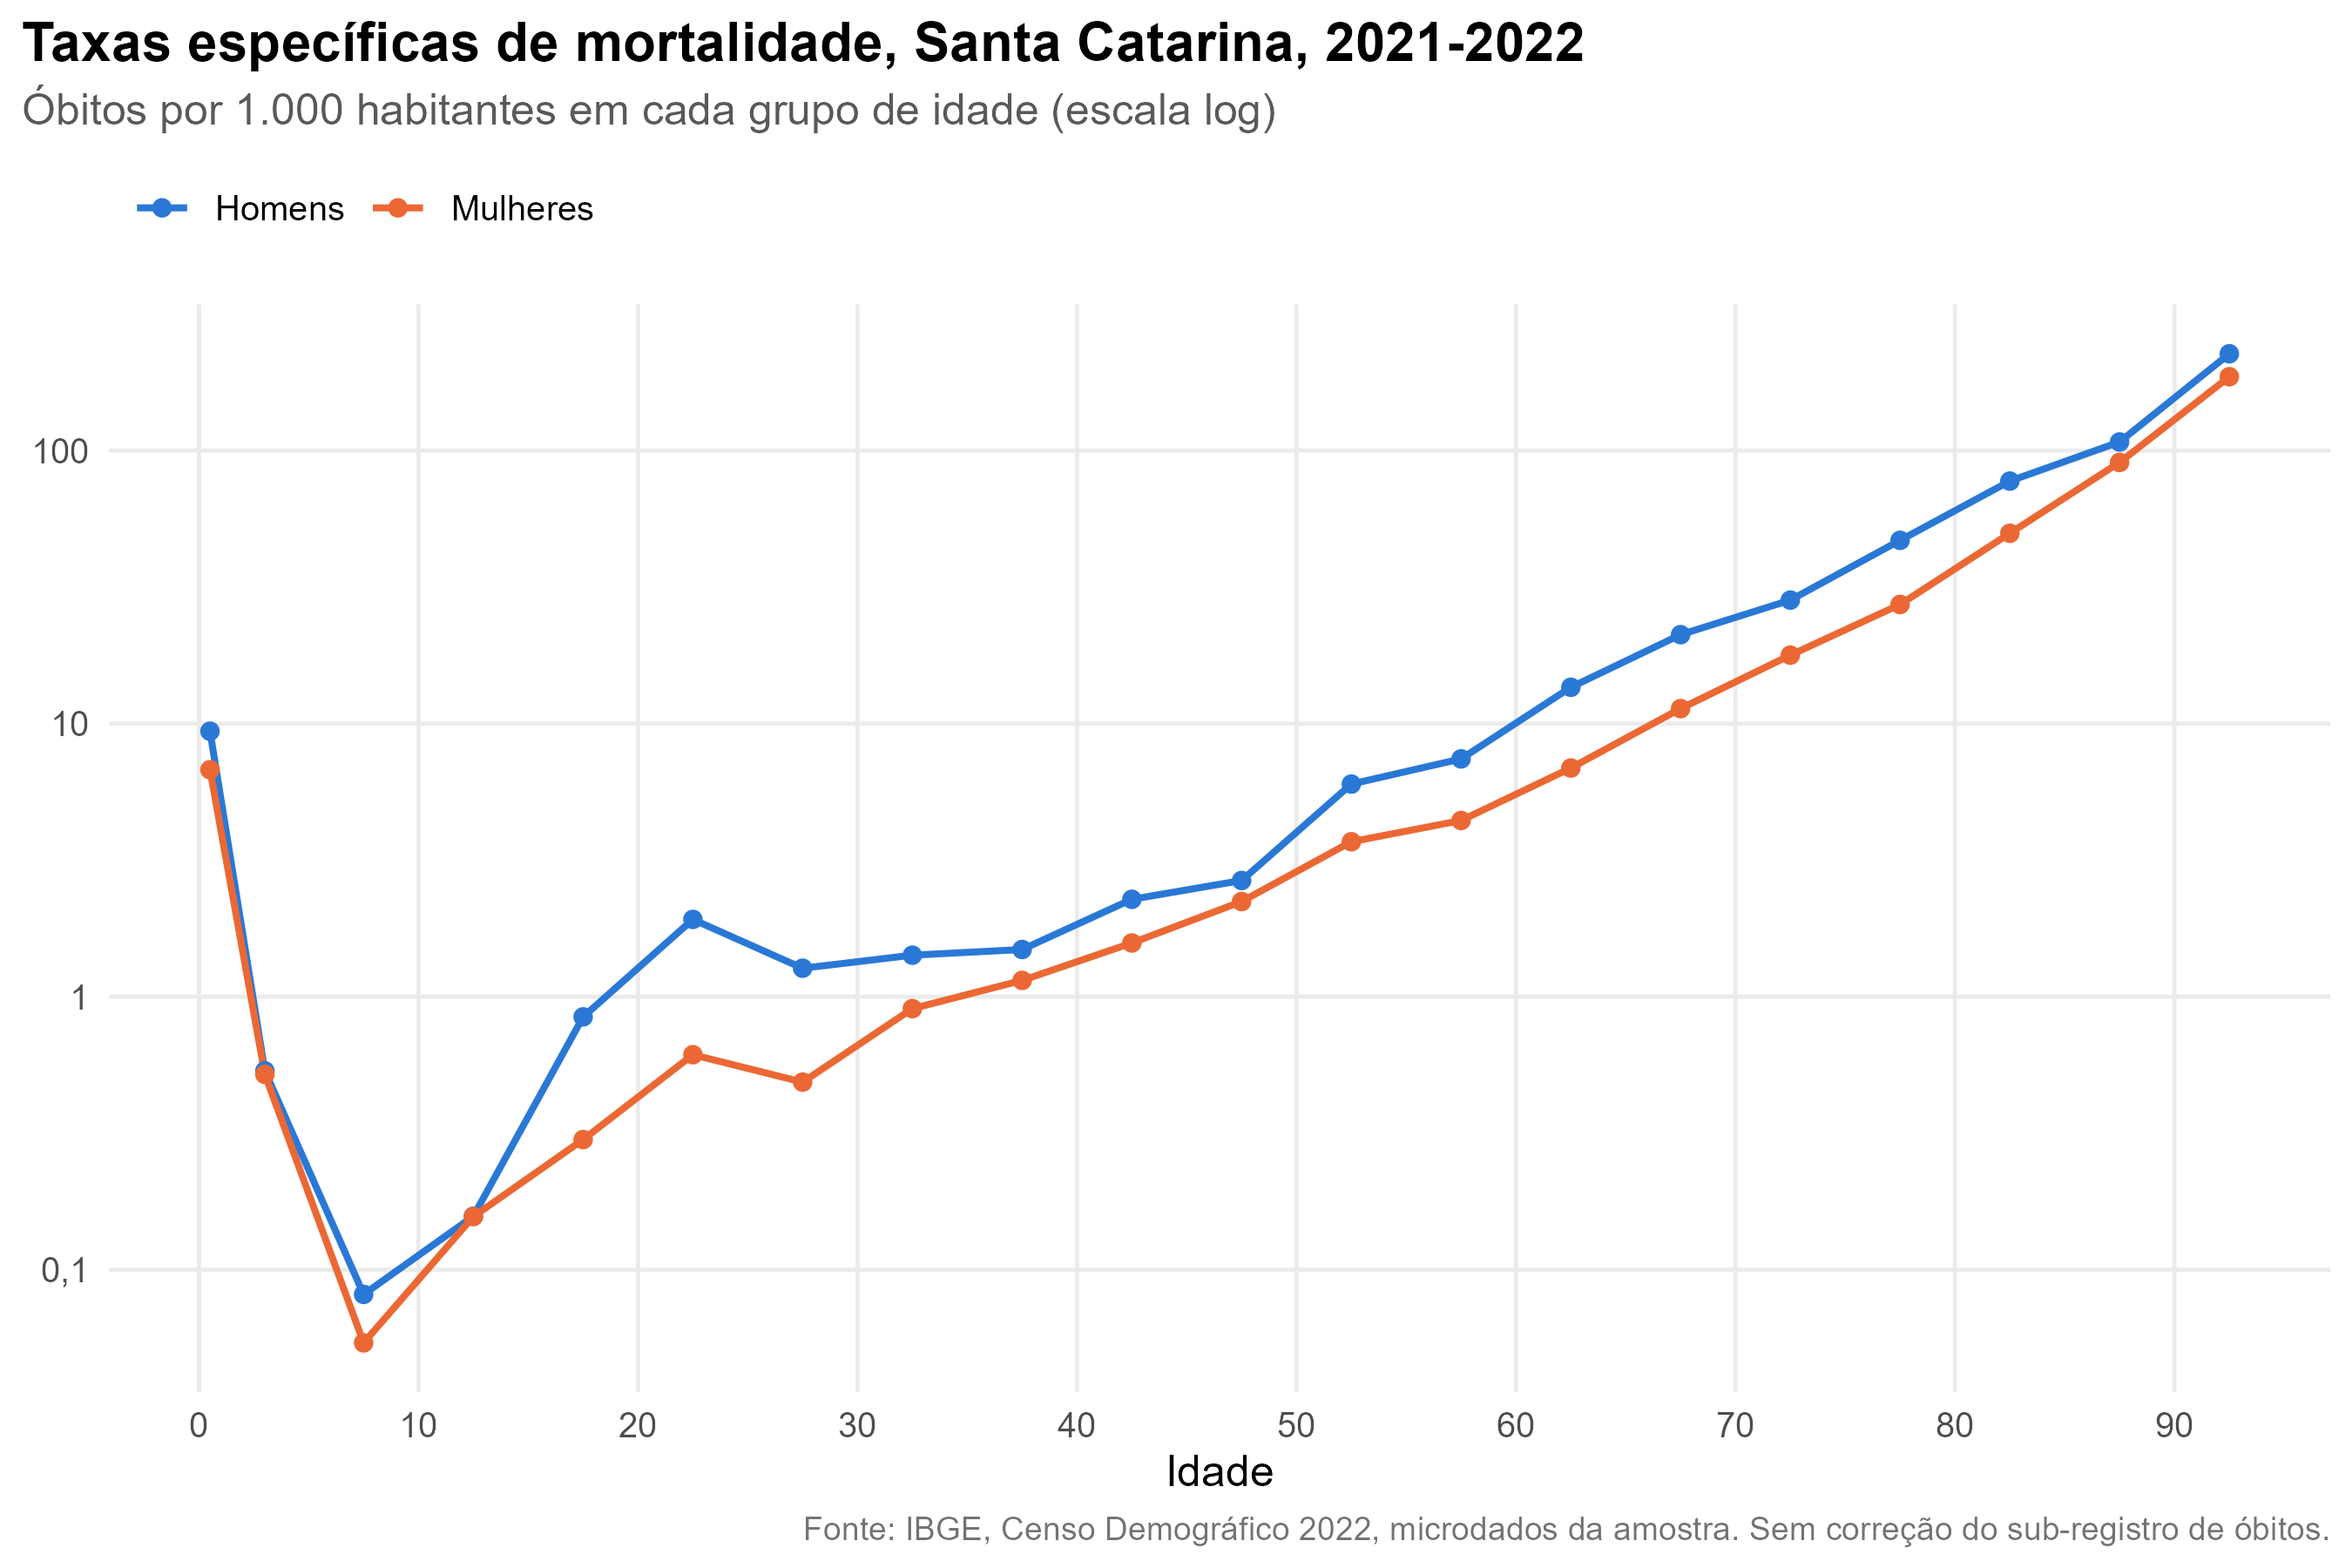 Taxas específicas de mortalidade, Santa Catarina, 2021-2022
Óbitos por 1.000 habitantes em cada grupo de idade (escala log)
Homens Mulheres
100
10
1
0,1
0 10 20 30 40 50 60 70 80 90
Idade
Fonte: IBGE, Censo Demográfico 2022, microdados da amostra. Sem correção do sub-registro de óbitos.